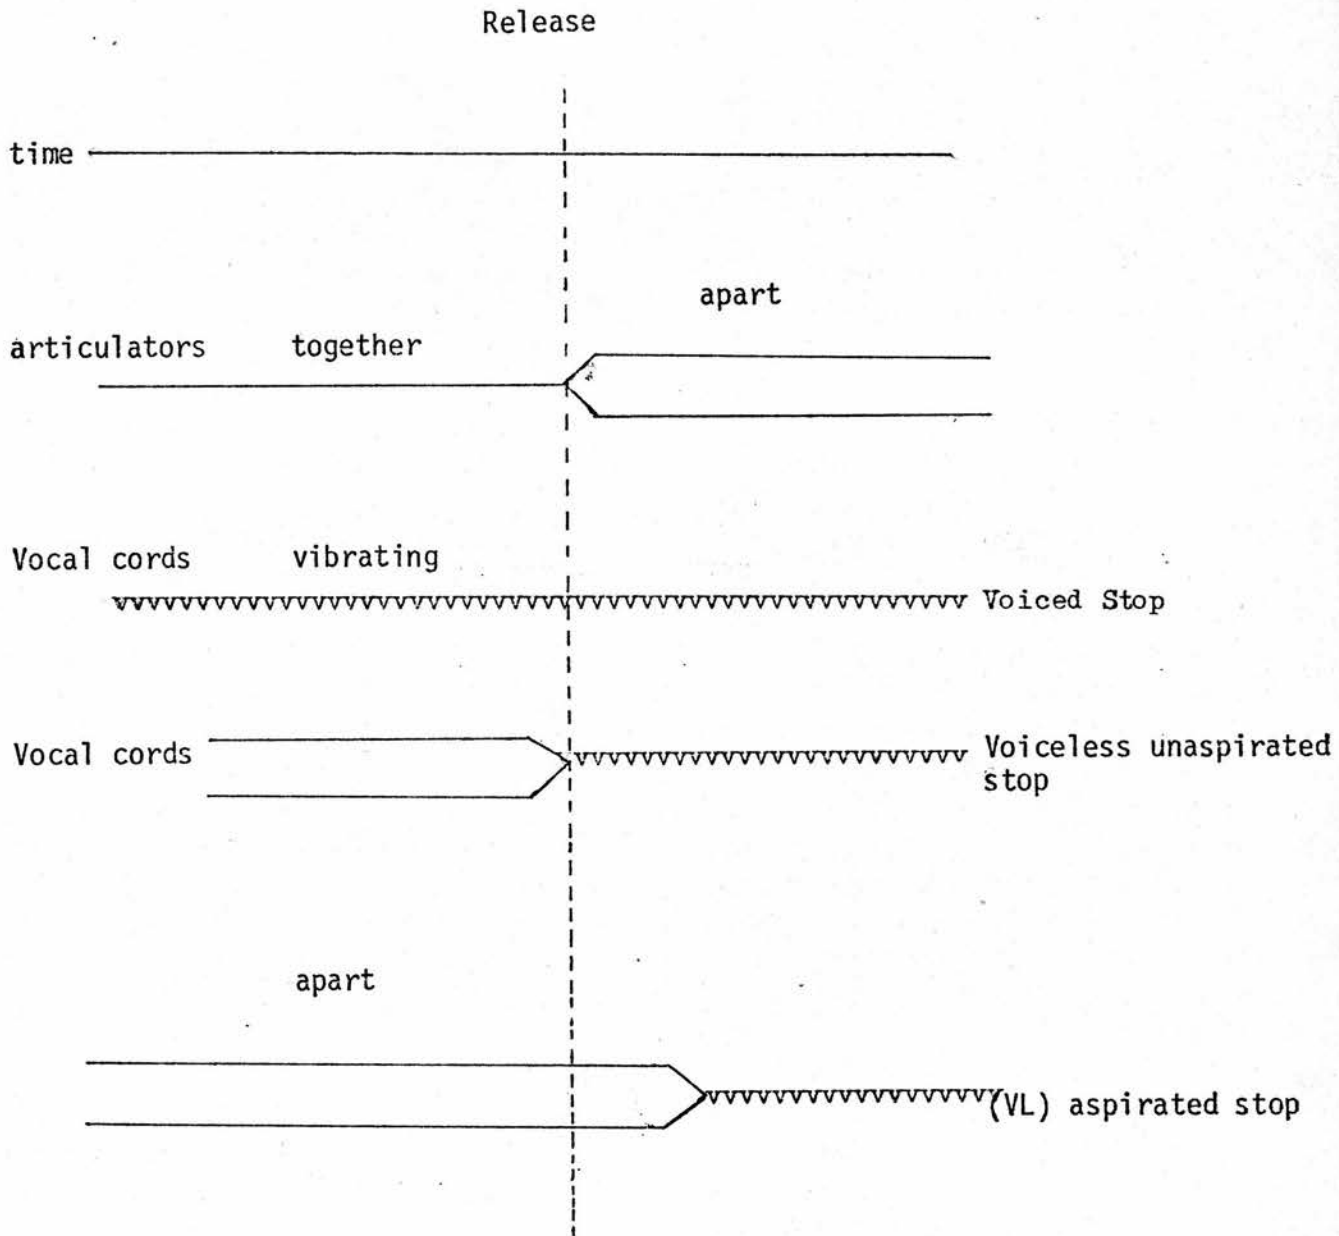 Release
time
apart
articulators together
Vocal cords vibrating
Voiced Stop
Vocal cords
Voiceless unaspirated
stop
apart
(VL) aspirated stop